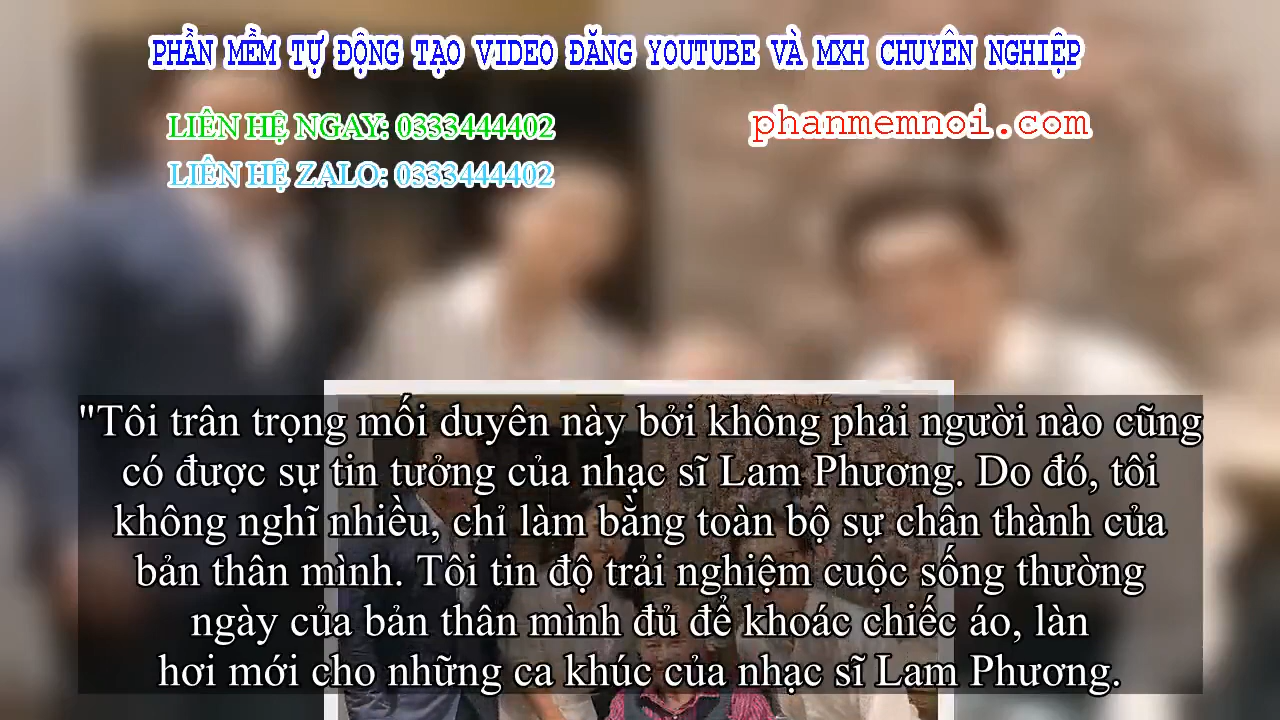 PHẦN MỀM TỰ ĐỘNG TẠO VIDEO ĐĂNG YOUTUBE VÀ MXH CHUYÊN NGHIỆP
LIÊN HỆ NGAY: 0333444402
phanmemnoi.com
LIÊN HỆ ZALO: 0333444402
"Tôi trân trọng mối duyên này bởi không phải người nào cũng
có được sự tin tưởng của nhạc sĩ Lam Phương. Do đó, tôi
không nghĩ nhiều, chỉ làm bằng toàn bộ sự chân thành của
bản thân mình. Tôi tin độ trải nghiệm cuộc sống thường
ngày của bản thân mình đủ để khoác chiếc áo, làn
hơi mới cho những ca khúc của nhạc sĩ Lam Phương.